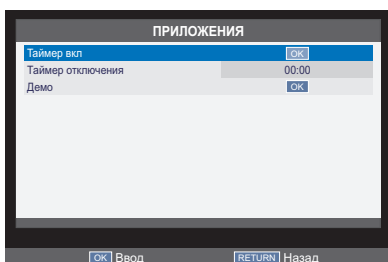 ПРИЛОЖЕНИЯ
Таймер вкл OK
Таймер отключения 00:00
Демо OK
OK Ввод RETURN Назад